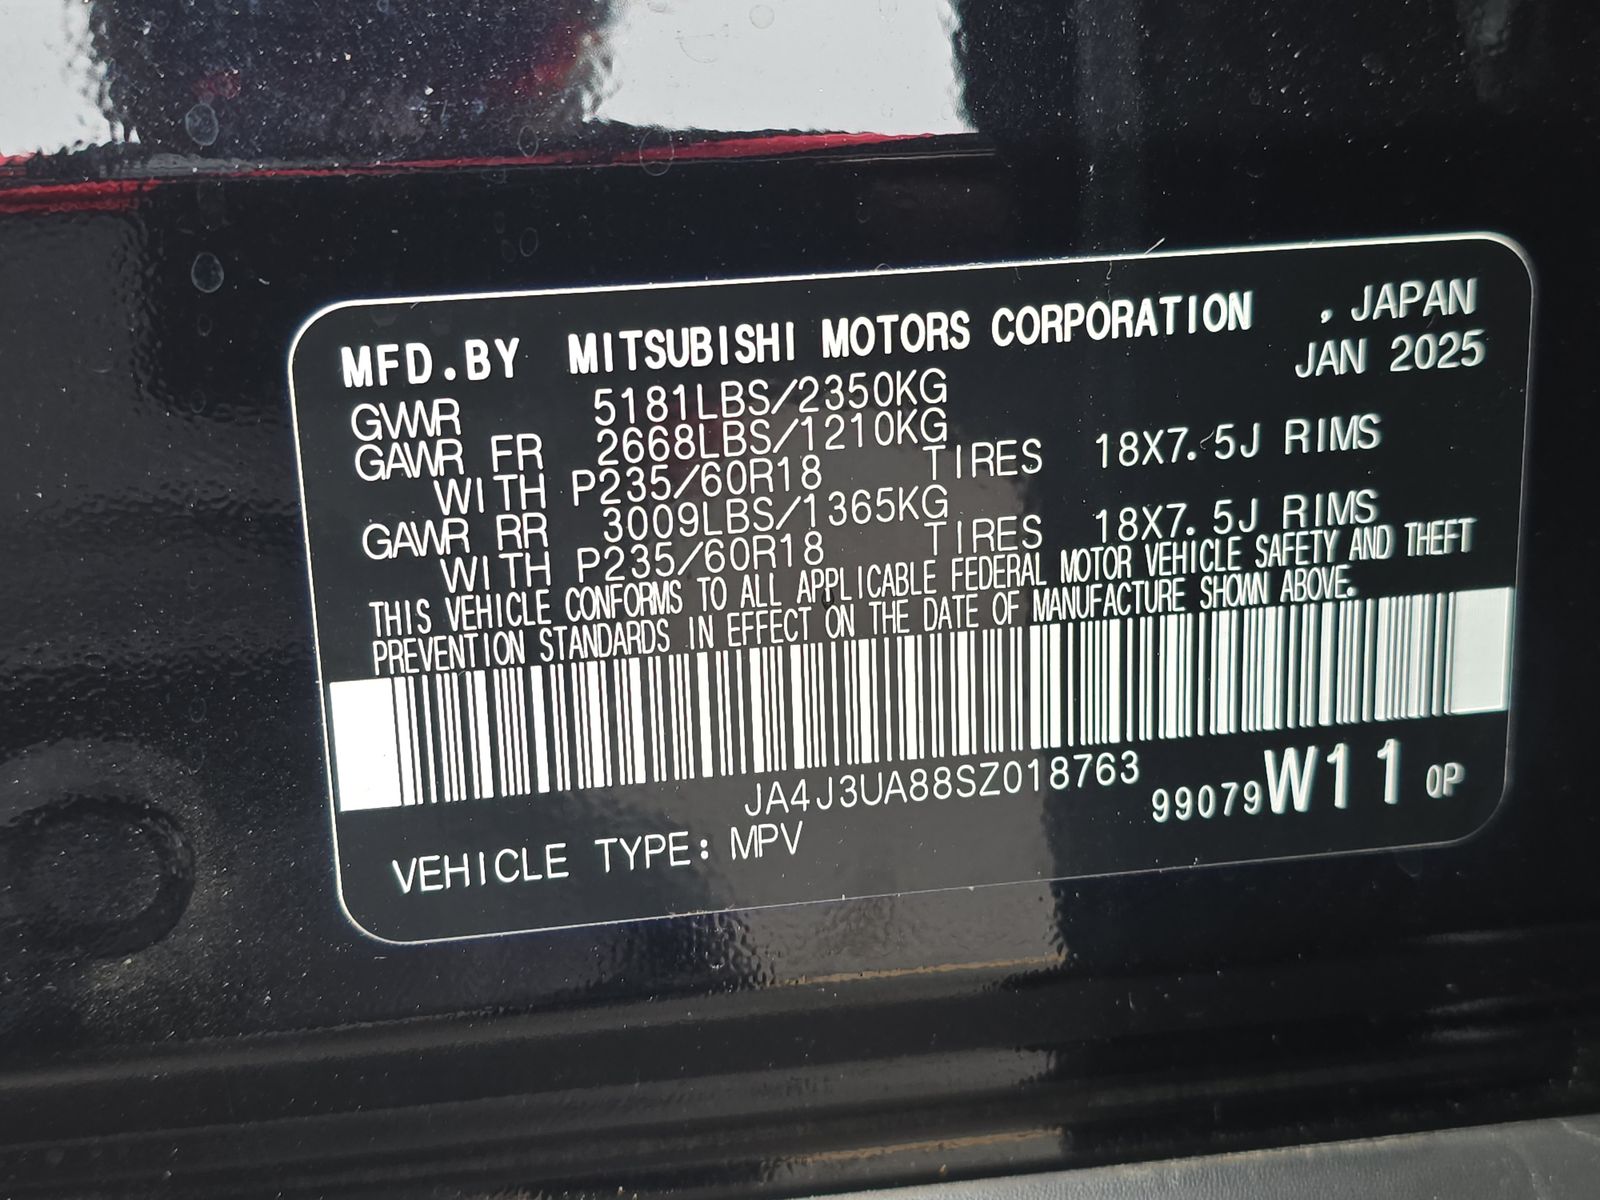 MFD.BY MITSUBISHI MOTORS CORPORATION , JAPAN
JAN 2025
GVWR 5181LBS/2350KG
GAWR FR 2668LBS/1210KG
WITH P235/60R18 TIRES 18X7.5J RIMS
GAWR RR 3009LBS/1365KG
WITH P235/60R18 TIRES 18X7.5J RIMS
THIS VEHICLE CONFORMS TO ALL APPLICABLE FEDERAL MOTOR VEHICLE SAFETY AND THEFT
PREVENTION STANDARDS IN EFFECT ON THE DATE OF MANUFACTURE SHOWN ABOVE.
JA4J3UA88SZ018763
99079W11 0P
VEHICLE TYPE: MPV